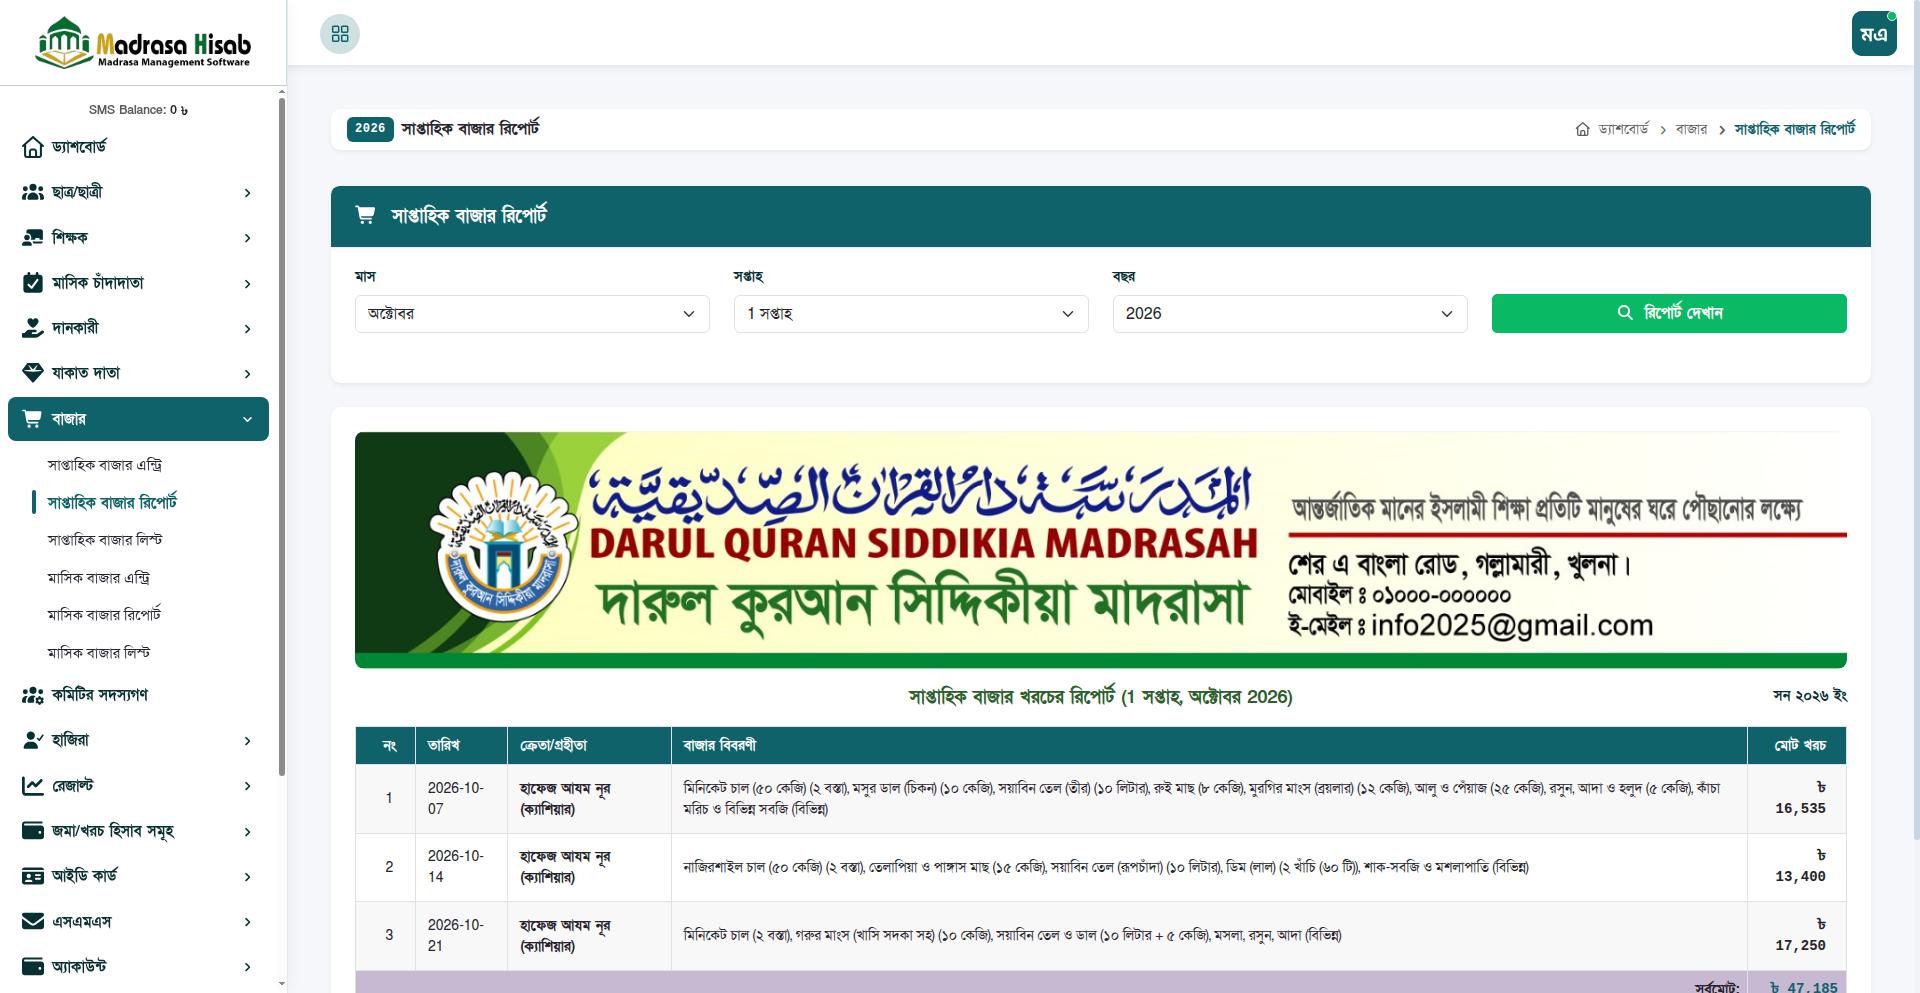 Madrasa Hisab
Madrasa Management Software
SMS Balance: 0 ৳
ড্যাশবোর্ড
ছাত্র/ছাত্রী
শিক্ষক
মাসিক চাঁদাদাতা
দানকারী
যাকাত দাতা
বাজার
সাপ্তাহিক বাজার এন্ট্রি
সাপ্তাহিক বাজার রিপোর্ট
সাপ্তাহিক বাজার লিস্ট
মাসিক বাজার এন্ট্রি
মাসিক বাজার রিপোর্ট
মাসিক বাজার লিস্ট
কমিটির সদস্যগণ
হাজিরা
রেজাল্ট
জমা/খরচ হিসাব সমূহ
আইডি কার্ড
এসএমএস
অ্যাকাউন্ট
মএ
2026 সাপ্তাহিক বাজার রিপোর্ট
ড্যাশবোর্ড › বাজার › সাপ্তাহিক বাজার রিপোর্ট
সাপ্তাহিক বাজার রিপোর্ট
মাস সপ্তাহ বছর
অক্টোবর 1 সপ্তাহ 2026 রিপোর্ট দেখান
المدرسة دار القرآن الصديقية
DARUL QURAN SIDDIKIA MADRASAH
দারুল কুরআন সিদ্দিকীয়া মাদরাসা
দারুল কুরআন সিদ্দিকীয়া মাদরাসা
আন্তর্জাতিক মানের ইসলামী শিক্ষা প্রতিটি মানুষের ঘরে পৌছানোর লক্ষ্যে
শের এ বাংলা রোড, গল্লামারী, খুলনা।
মোবাইল ঃ ০১০০০-০০০০০০
ই-মেইল ঃ info2025@gmail.com
সাপ্তাহিক বাজার খরচের রিপোর্ট (1 সপ্তাহ, অক্টোবর 2026)
সন ২০২৬ ইং
নং তারিখ ক্রেতা/গ্রহীতা বাজার বিবরণী মোট খরচ
1 2026-10-07 হাফেজ আযম নূর (ক্যাশিয়ার) মিনিকেট চাল (৫০ কেজি) (২ বস্তা), মসুর ডাল (চিকন) (১০ কেজি), সয়াবিন তেল (তীর) (১০ লিটার), রুই মাছ (৮ কেজি), মুরগির মাংস (ব্রয়লার) (১২ কেজি), আলু ও পেঁয়াজ (২৫ কেজি), রসুন, আদা ও হলুদ (৫ কেজি), কাঁচা মরিচ ও বিভিন্ন সবজি (বিভিন্ন) ৳ 16,535
2 2026-10-14 হাফেজ আযম নূর (ক্যাশিয়ার) নাজিরশাইল চাল (৫০ কেজি) (২ বস্তা), তেলাপিয়া ও পাঙ্গাস মাছ (১৫ কেজি), সয়াবিন তেল (রূপচাঁদা) (১০ লিটার), ডিম (লাল) (২ খাঁচি (৬০ টি)), শাক-সবজি ও মশলাপাতি (বিভিন্ন) ৳ 13,400
3 2026-10-21 হাফেজ আযম নূর (ক্যাশিয়ার) মিনিকেট চাল (২ বস্তা), গরুর মাংস (খাসি সদকা সহ) (১০ কেজি), সয়াবিন তেল ও ডাল (১০ লিটার + ৫ কেজি), মসলা, রসুন, আদা (বিভিন্ন) ৳ 17,250
সর্বমোট: ৳ 47,185